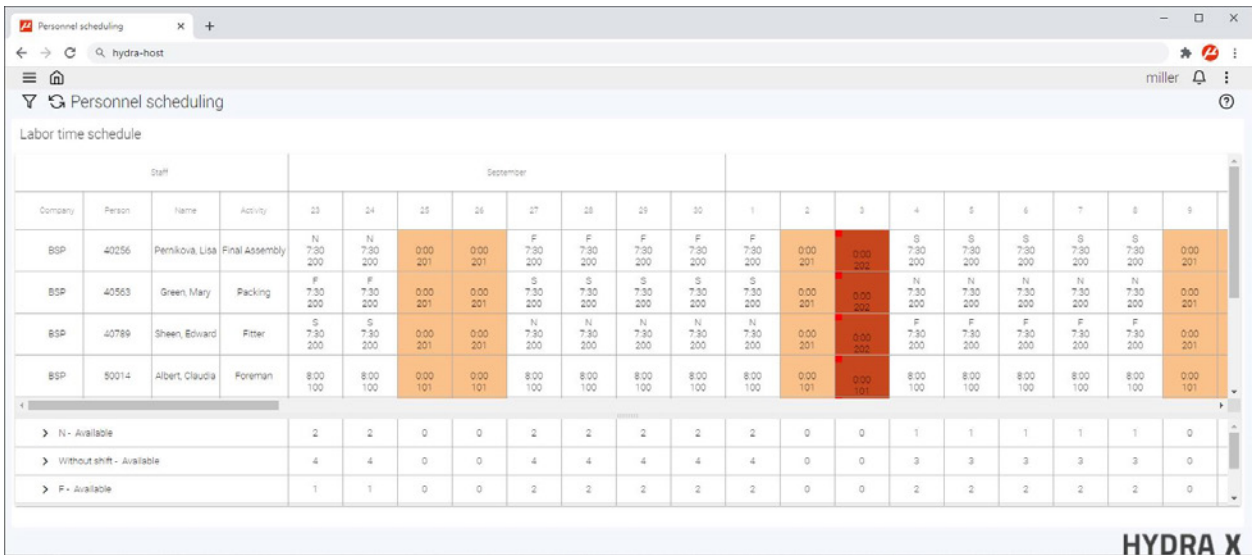 Personnel scheduling
hydra-host
miller
Personnel scheduling
Labor time schedule
Staff September
Company Person Name Activity 23 24 25 26 27 28 29 30 1 2 3 4 5 6 7 8 9
N N F F F F F S S S S S
BSP 40256 Pernikova, Lisa Final Assembly 7:30 7:30 0:00 0:00 7:30 7:30 7:30 7:30 7:30 0:00 0:00 7:30 7:30 7:30 7:30 7:30 0:00
200 200 201 201 200 200 200 200 200 201 202 200 200 200 200 200 201
F F S S S S S N N N N N
BSP 40563 Green, Mary Packing 7:30 7:30 0:00 0:00 7:30 7:30 7:30 7:30 7:30 0:00 0:00 7:30 7:30 7:30 7:30 7:30 0:00
200 200 201 201 200 200 200 200 200 201 202 200 200 200 200 200 201
S S N N N N N F F F F F
BSP 40789 Sheen, Edward Fitter 7:30 7:30 0:00 0:00 7:30 7:30 7:30 7:30 7:30 0:00 0:00 7:30 7:30 7:30 7:30 7:30 0:00
200 200 201 201 200 200 200 200 200 201 202 200 200 200 200 200 201
BSP 50014 Albert, Claudia Foreman 8:00 8:00 0:00 0:00 8:00 8:00 8:00 8:00 8:00 0:00 0:00 8:00 8:00 8:00 8:00 8:00 0:00
100 100 101 101 100 100 100 100 100 101 101 100 100 100 100 100 101
N - Available 2 2 0 0 2 2 2 2 2 0 0 1 1 1 1 1 0
Without shift - Available 4 4 0 0 4 4 4 4 4 0 0 3 3 3 3 3 0
F - Available 1 1 0 0 2 2 2 2 2 0 0 2 2 2 2 2 0
HYDRA X